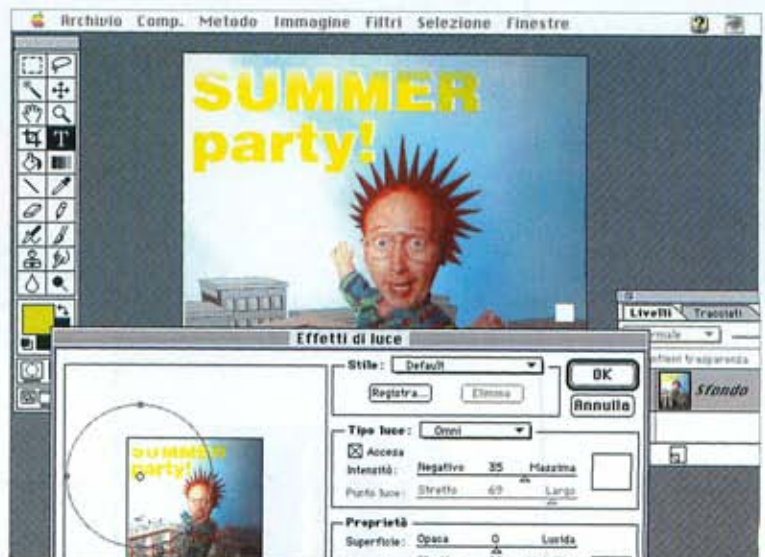 Archivio Comp. Metodo Immagine Filtri Selezione Finestre
SUMMER
party!
T
Livelli Tracciati
Sfondo
Effetti di luce
Stile: Default
Registra... Elimina
OK
Annulla
Tipo luce: Omni
Accesa
Intensità: Negativo 35 Massima
Punto luce: Stretto 69 Largo
SUMMER
party!
Proprietà
Superficie: Opaca 0 Lucida